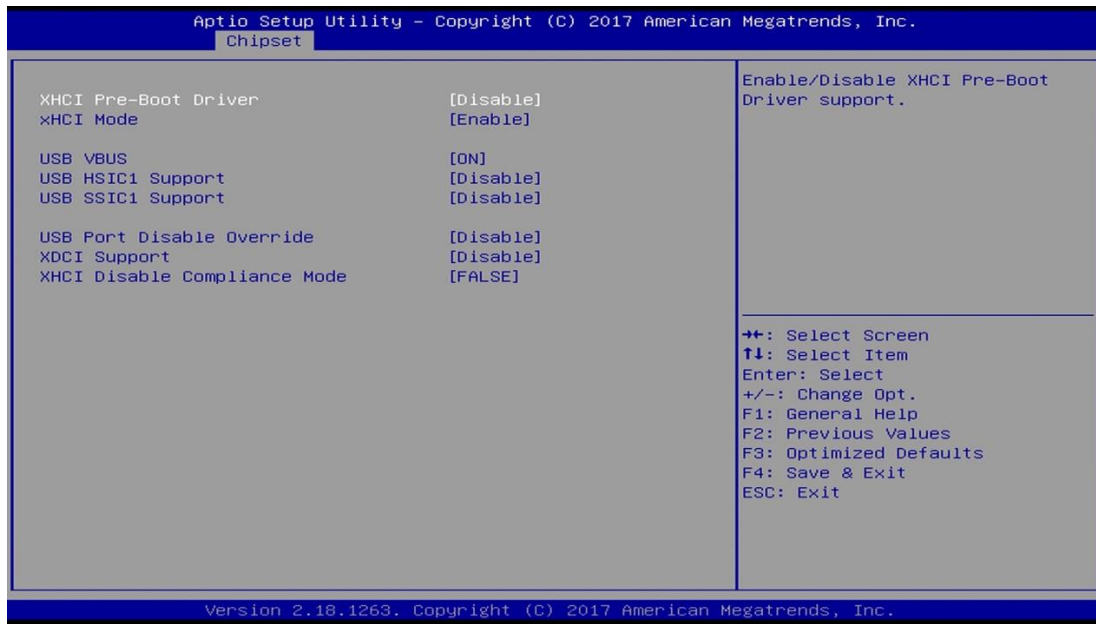 Aptio Setup Utility – Copyright (C) 2017 American Megatrends, Inc.
Chipset
XHCI Pre-Boot Driver [Disable]
xHCI Mode [Enable]
USB VBUS [ON]
USB HSIC1 Support [Disable]
USB SSIC1 Support [Disable]
USB Port Disable Override [Disable]
XDCI Support [Disable]
XHCI Disable Compliance Mode [FALSE]
Enable/Disable XHCI Pre-Boot
Driver support.
→←: Select Screen
↑↓: Select Item
Enter: Select
+/-: Change Opt.
F1: General Help
F2: Previous Values
F3: Optimized Defaults
F4: Save & Exit
ESC: Exit
Version 2.18.1263. Copyright (C) 2017 American Megatrends, Inc.